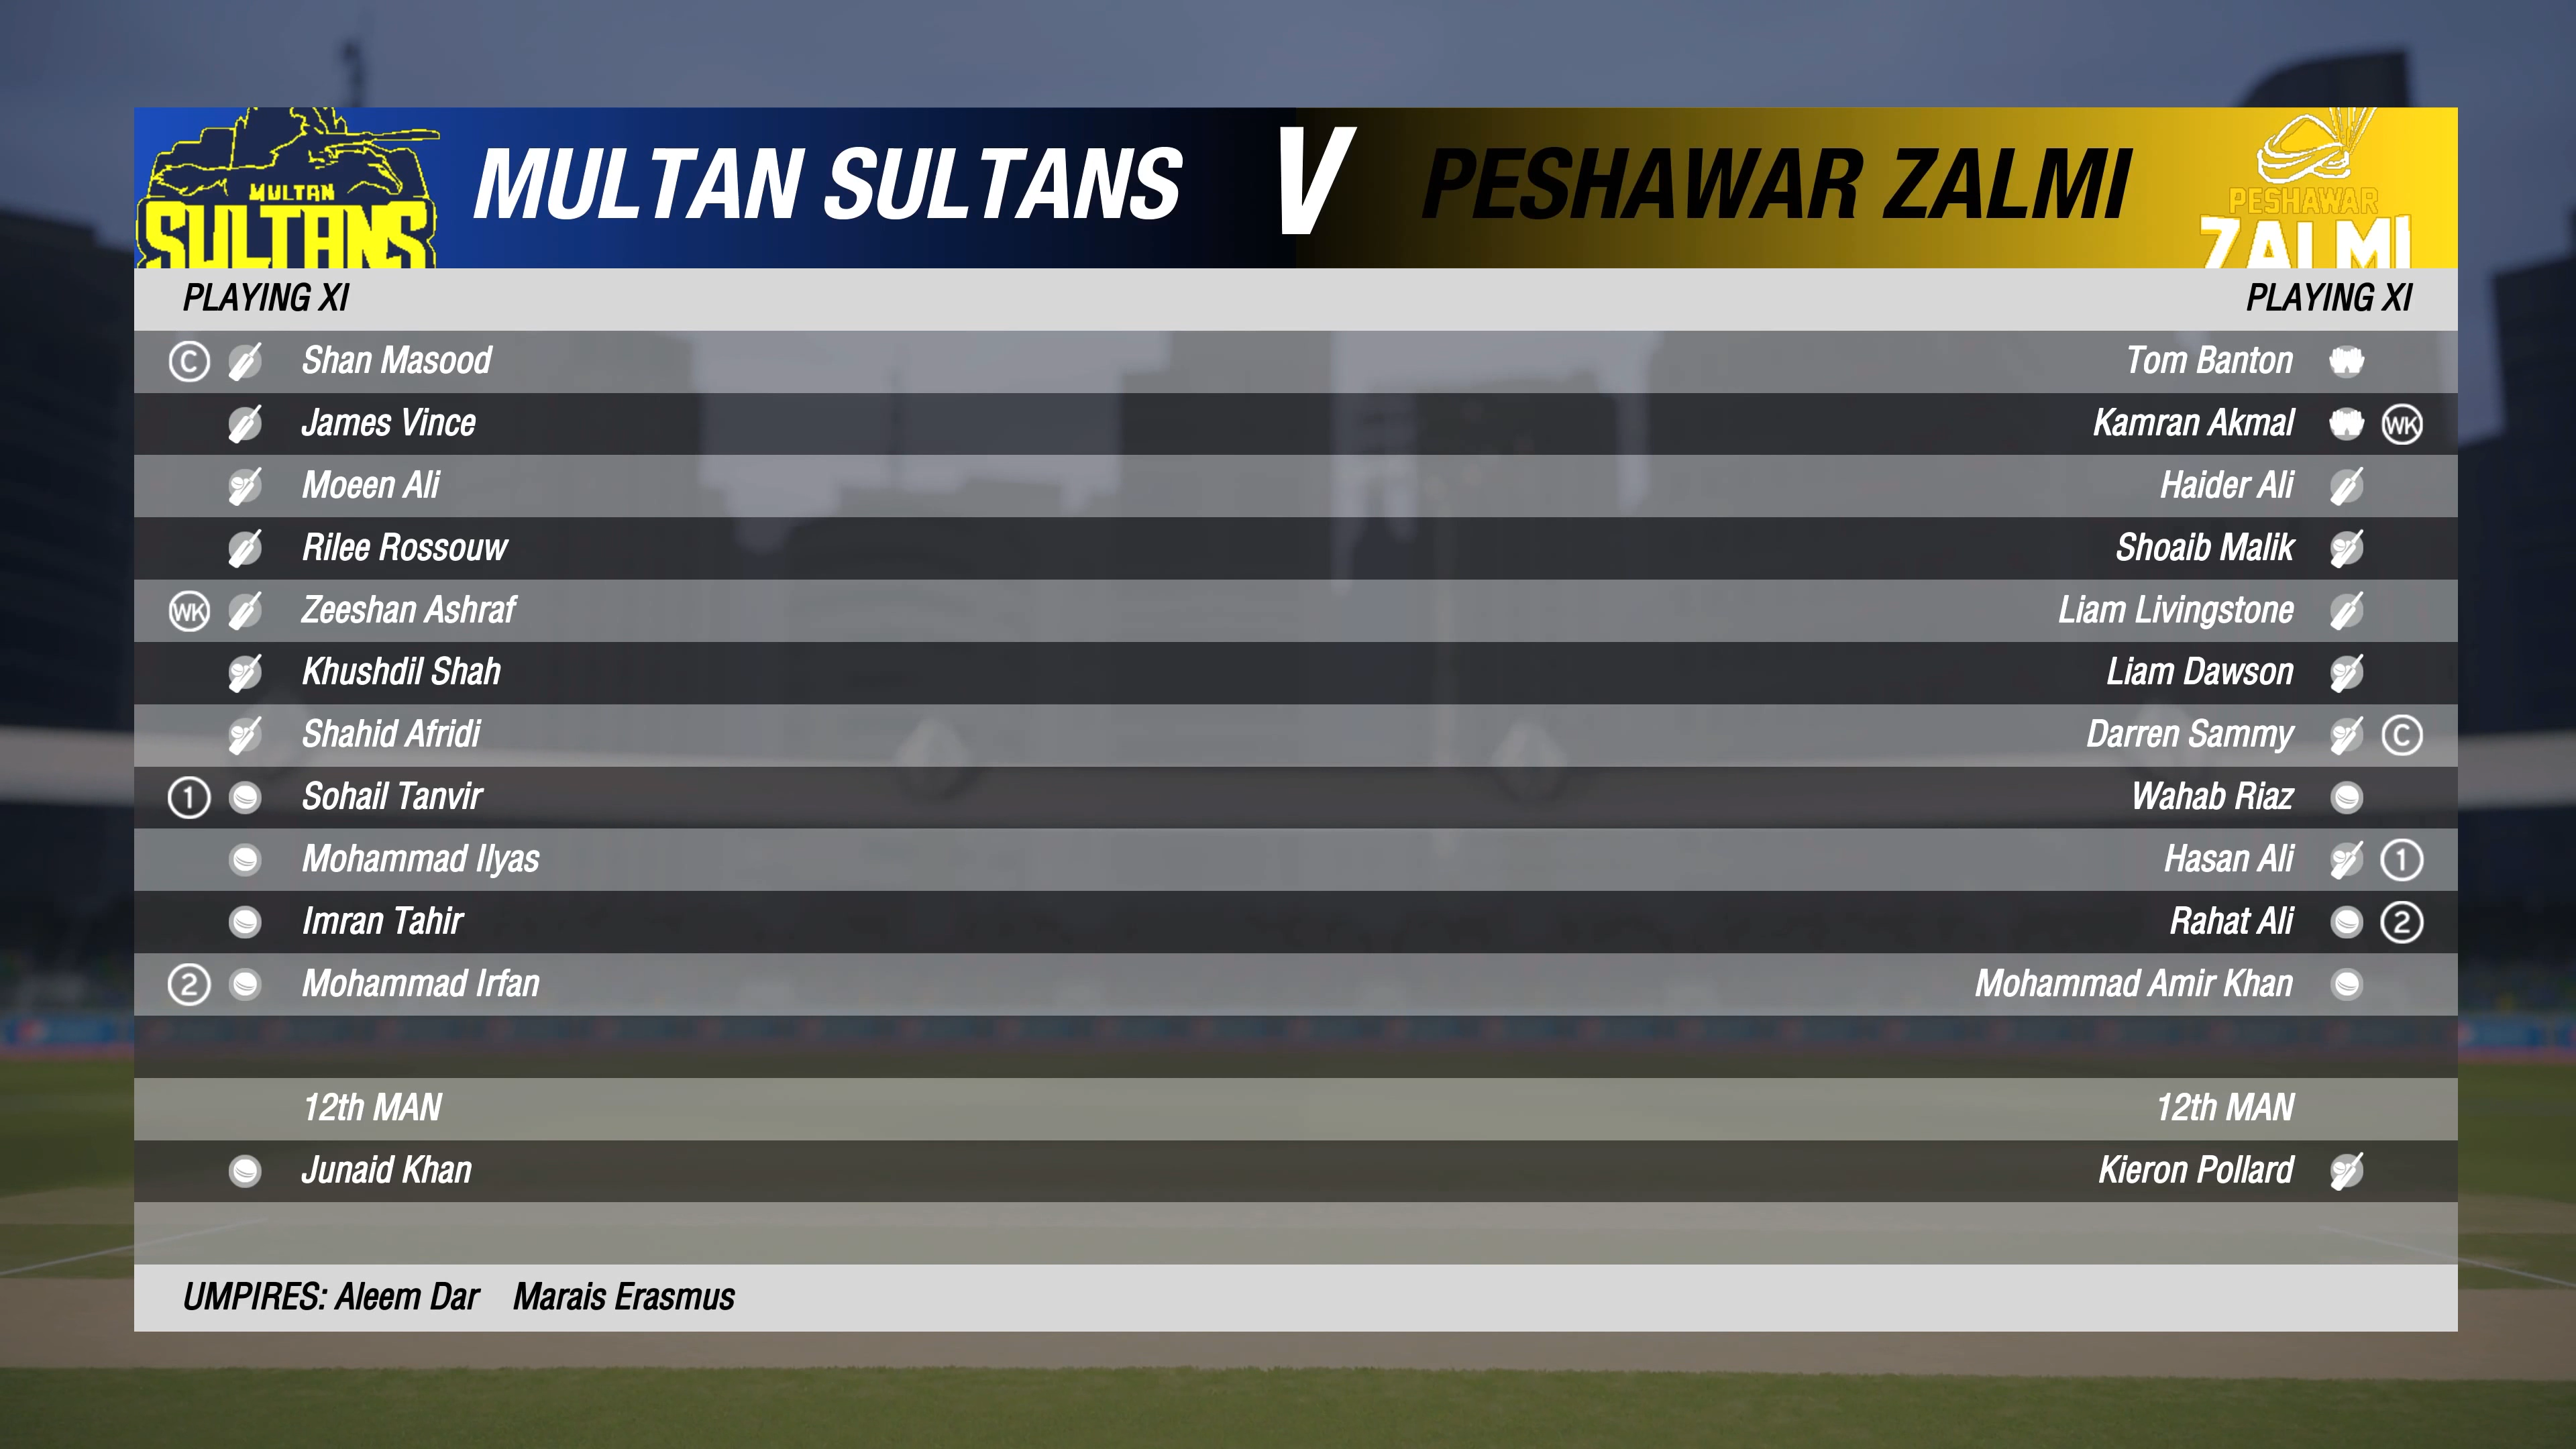 MULTAN SULTANS
MULTAN SULTANS V PESHAWAR ZALMI
PESHAWAR ZALMI
PLAYING XI PLAYING XI
C Shan Masood Tom Banton
James Vince Kamran Akmal WK
Moeen Ali Haider Ali
Rilee Rossouw Shoaib Malik
WK Zeeshan Ashraf Liam Livingstone
Khushdil Shah Liam Dawson
Shahid Afridi Darren Sammy C
1 Sohail Tanvir Wahab Riaz
Mohammad Ilyas Hasan Ali 1
Imran Tahir Rahat Ali 2
2 Mohammad Irfan Mohammad Amir Khan
12th MAN 12th MAN
Junaid Khan Kieron Pollard
UMPIRES: Aleem Dar Marais Erasmus